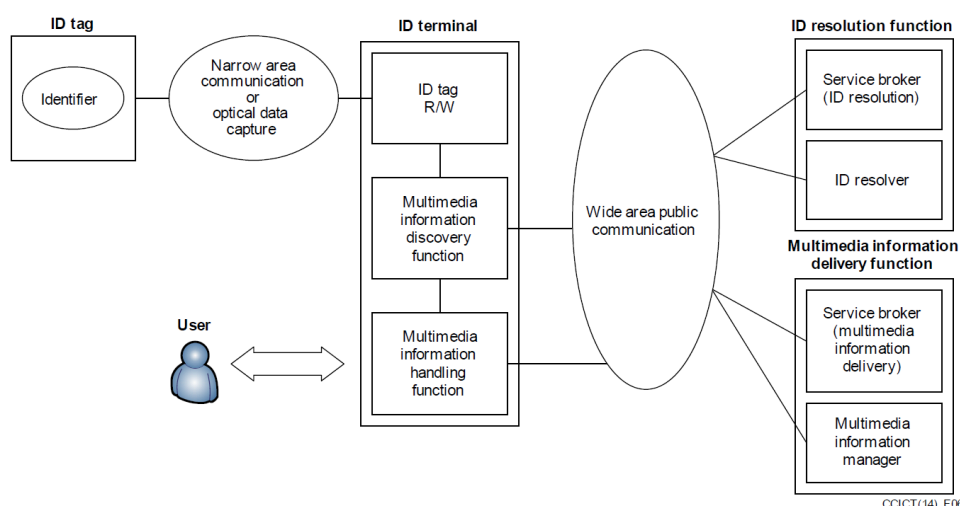 ID tag
Identifier
Narrow area
communication
or
optical data
capture
ID terminal
ID tag
R/W
Multimedia
information
discovery
function
Multimedia
information
handling
function
User
Wide area public
communication
ID resolution function
Service broker
(ID resolution)
ID resolver
Multimedia information
delivery function
Service broker
(multimedia
information
delivery)
Multimedia
information
manager